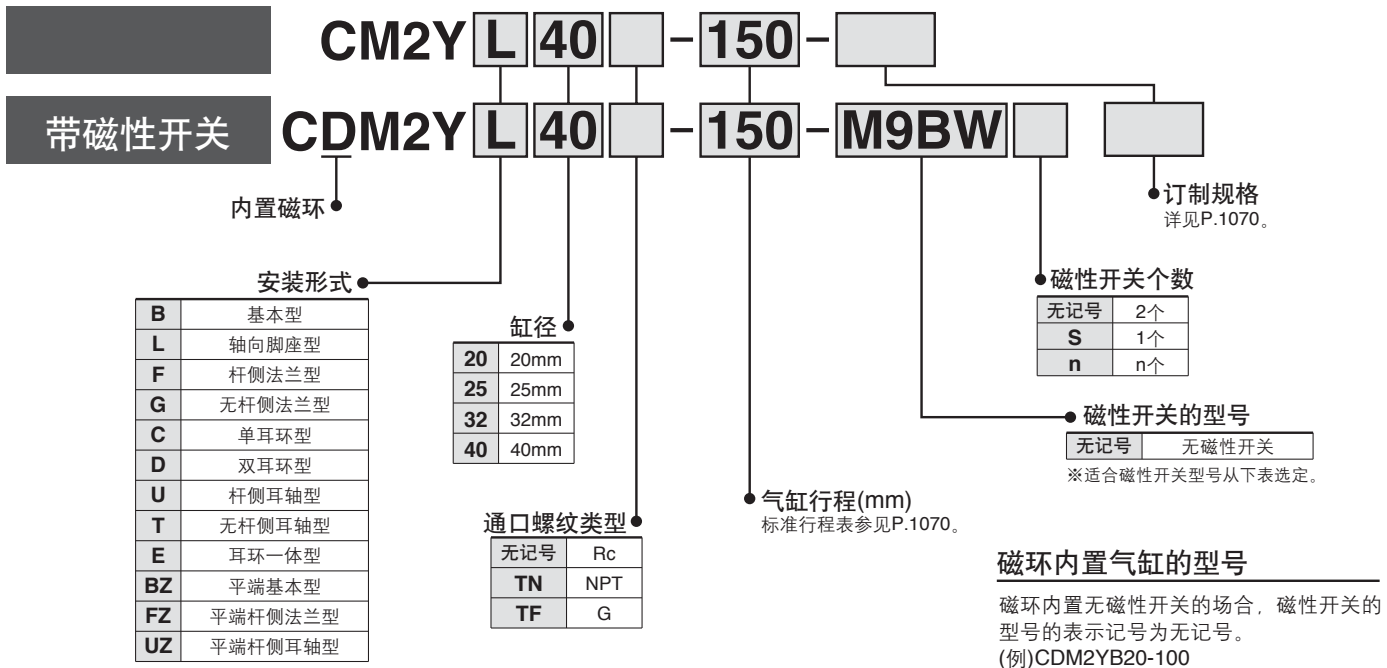 CM2Y L 40 - 150 -
带磁性开关 CDM2Y L 40 - 150 - M9BW
内置磁环
订制规格
详见P.1070。
安装形式
B 基本型
L 轴向脚座型
F 杆侧法兰型
G 无杆侧法兰型
C 单耳环型
D 双耳环型
U 杆侧耳轴型
T 无杆侧耳轴型
E 耳环一体型
BZ 平端基本型
FZ 平端杆侧法兰型
UZ 平端杆侧耳轴型
缸径
20 20mm
25 25mm
32 32mm
40 40mm
通口螺纹类型
无记号 Rc
TN NPT
TF G
气缸行程(mm)
标准行程表参见P.1070。
磁性开关个数
无记号 2个
S 1个
n n个
磁性开关的型号
无记号 无磁性开关
※适合磁性开关型号从下表选定。
磁环内置气缸的型号
磁环内置无磁性开关的场合，磁性开关的
型号的表示记号为无记号。
(例)CDM2YB20-100